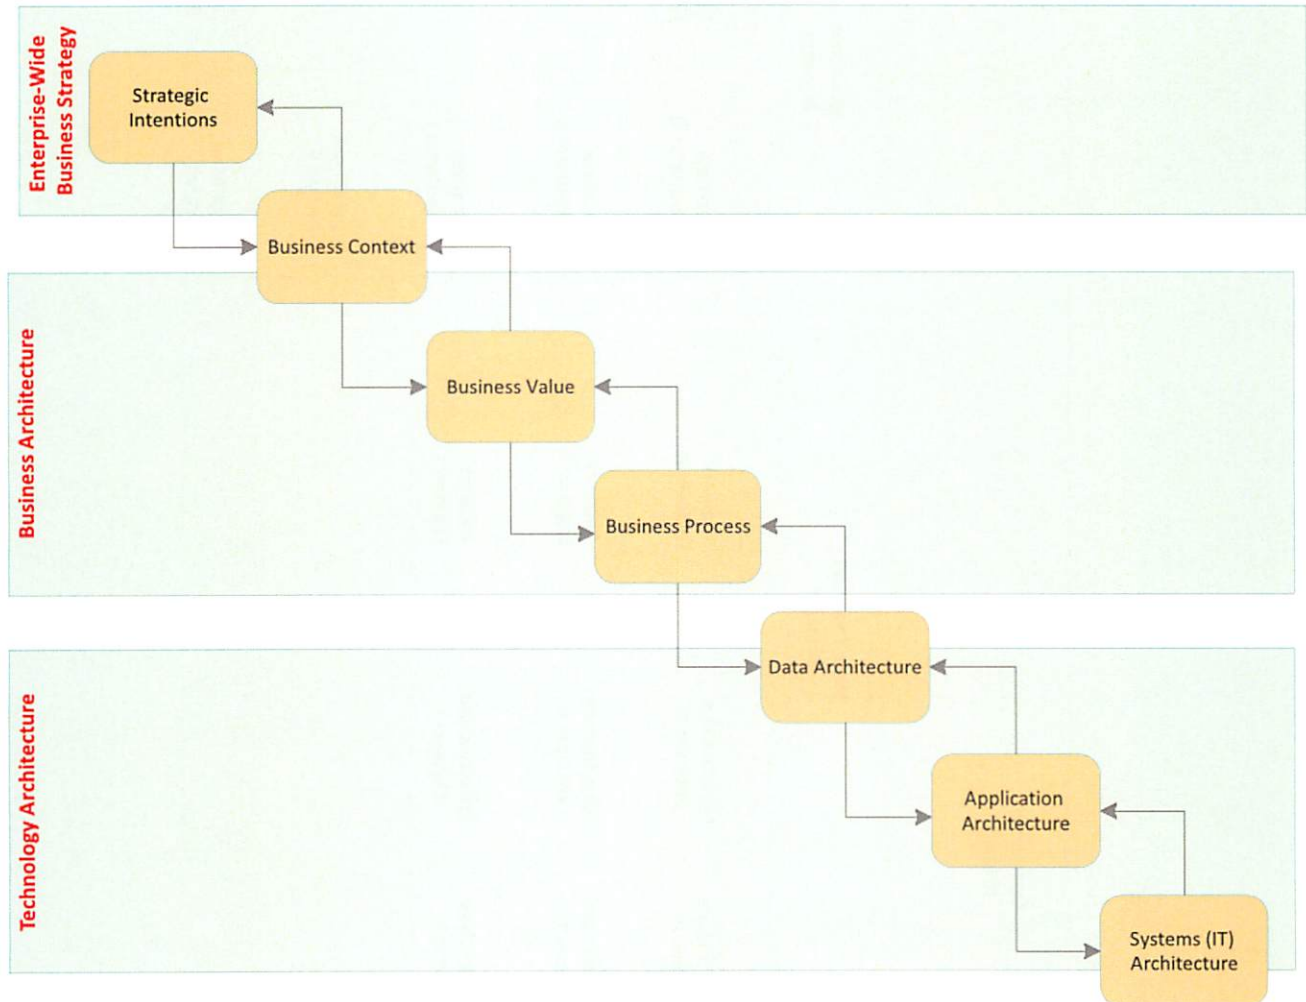 Enterprise-Wide
Business Strategy
Strategic
Intentions
Business Context
Business Architecture
Business Value
Business Process
Technology Architecture
Data Architecture
Application
Architecture
Systems (IT)
Architecture